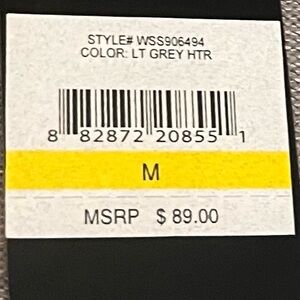 STYLE# WSS906494
COLOR: LT GREY HTR
8 82872 20855 1
M
MSRP $ 89.00